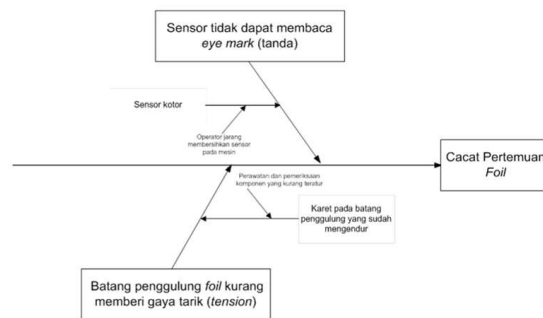 Sensor tidak dapat membaca
eye mark (tanda)
Sensor kotor
Operator jarang
membersihkan sensor
pada mesin
Cacat Pertemuan
Foil
Perawatan dan pemeriksaan
komponen yang kurang teratur
Karet pada batang
penggulung yang sudah
mengendur
Batang penggulung foil kurang
memberi gaya tarik (tension)